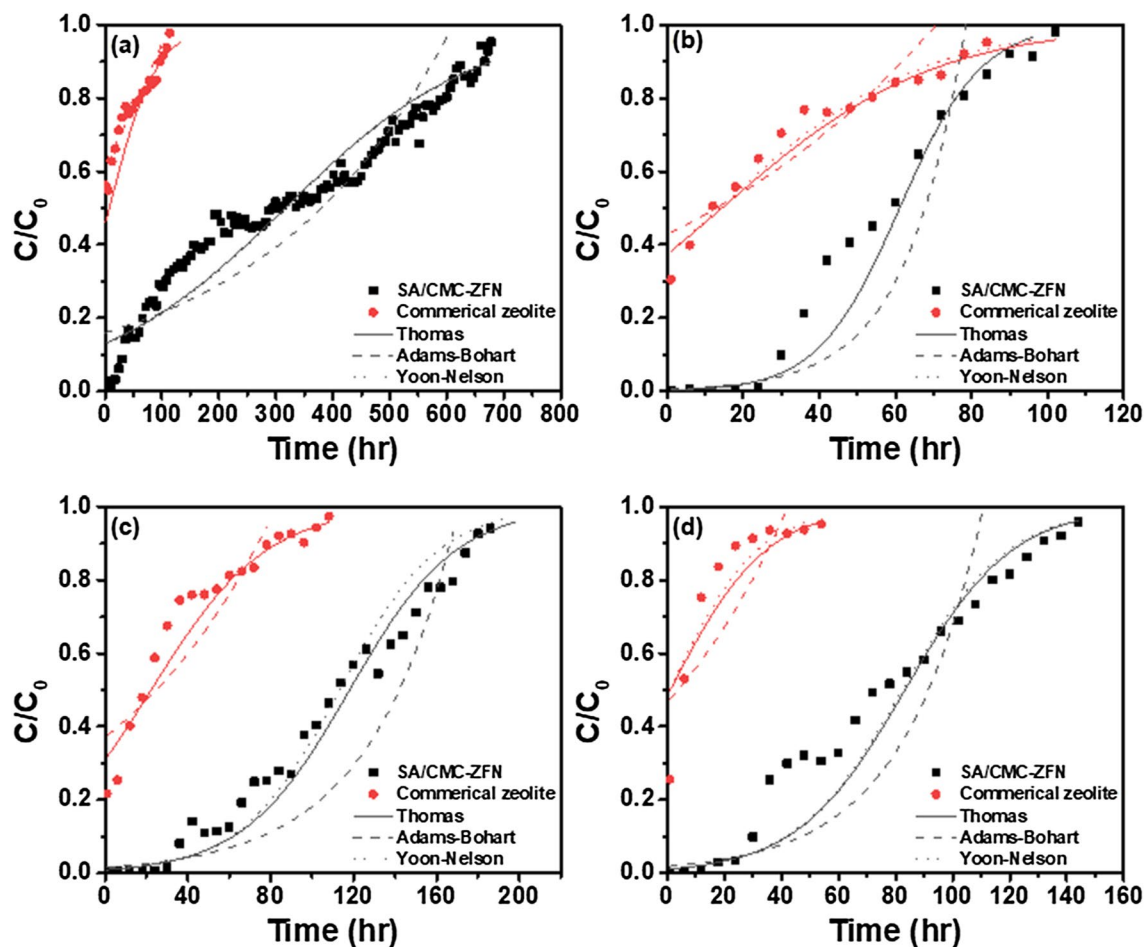 (a)
C/C0
1.0
0.8
0.6
0.4
0.2
0.0
SA/CMC-ZFN
Commerical zeolite
Thomas
Adams-Bohart
Yoon-Nelson
0 100 200 300 400 500 600 700 800
Time (hr)
(b)
C/C0
1.0
0.8
0.6
0.4
0.2
0.0
SA/CMC-ZFN
Commerical zeolite
Thomas
Adams-Bohart
Yoon-Nelson
0 20 40 60 80 100 120
Time (hr)
(c)
C/C0
1.0
0.8
0.6
0.4
0.2
0.0
SA/CMC-ZFN
Commerical zeolite
Thomas
Adams-Bohart
Yoon-Nelson
0 40 80 120 160 200
Time (hr)
(d)
C/C0
1.0
0.8
0.6
0.4
0.2
0.0
SA/CMC-ZFN
Commerical zeolite
Thomas
Adams-Bohart
Yoon-Nelson
0 20 40 60 80 100 120 140 160
Time (hr)